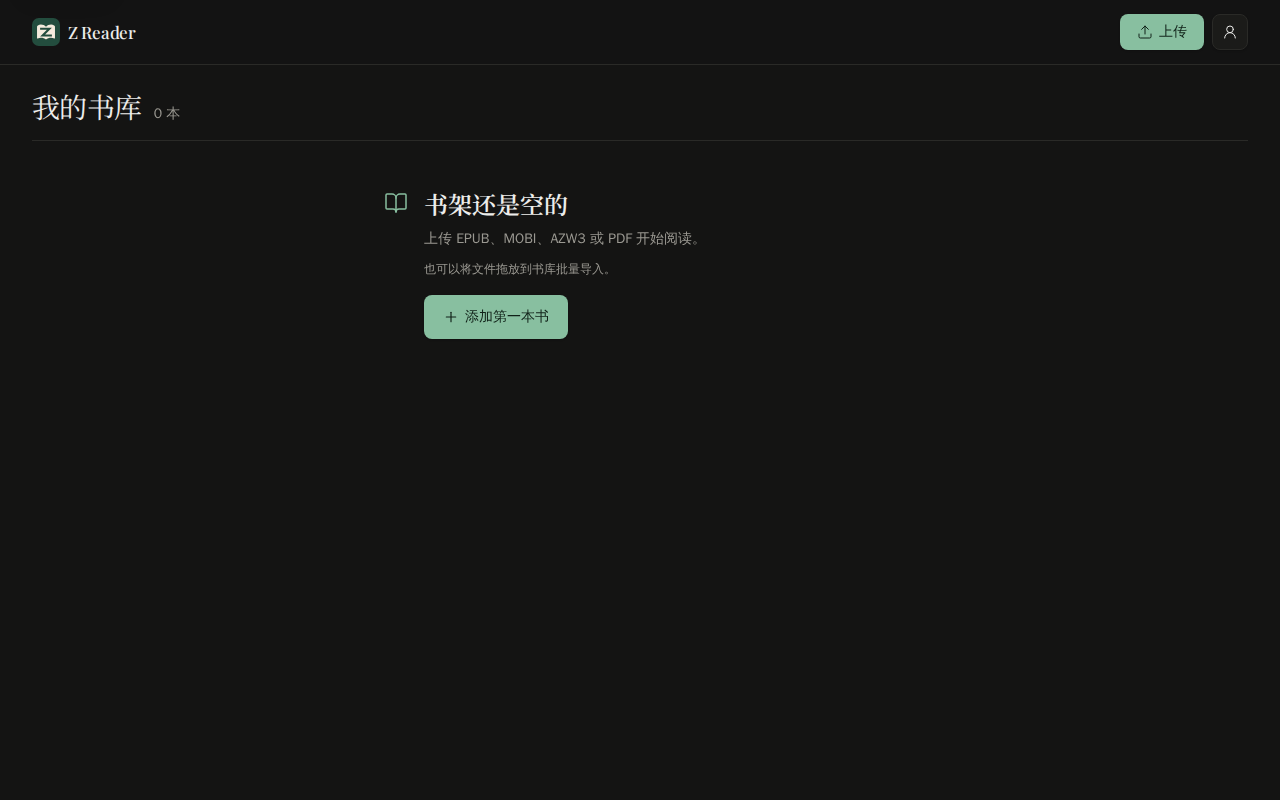 Z Reader
上传
我的书库 0 本
书架还是空的
上传 EPUB、MOBI、AZW3 或 PDF 开始阅读。
也可以将文件拖放到书库批量导入。
添加第一本书